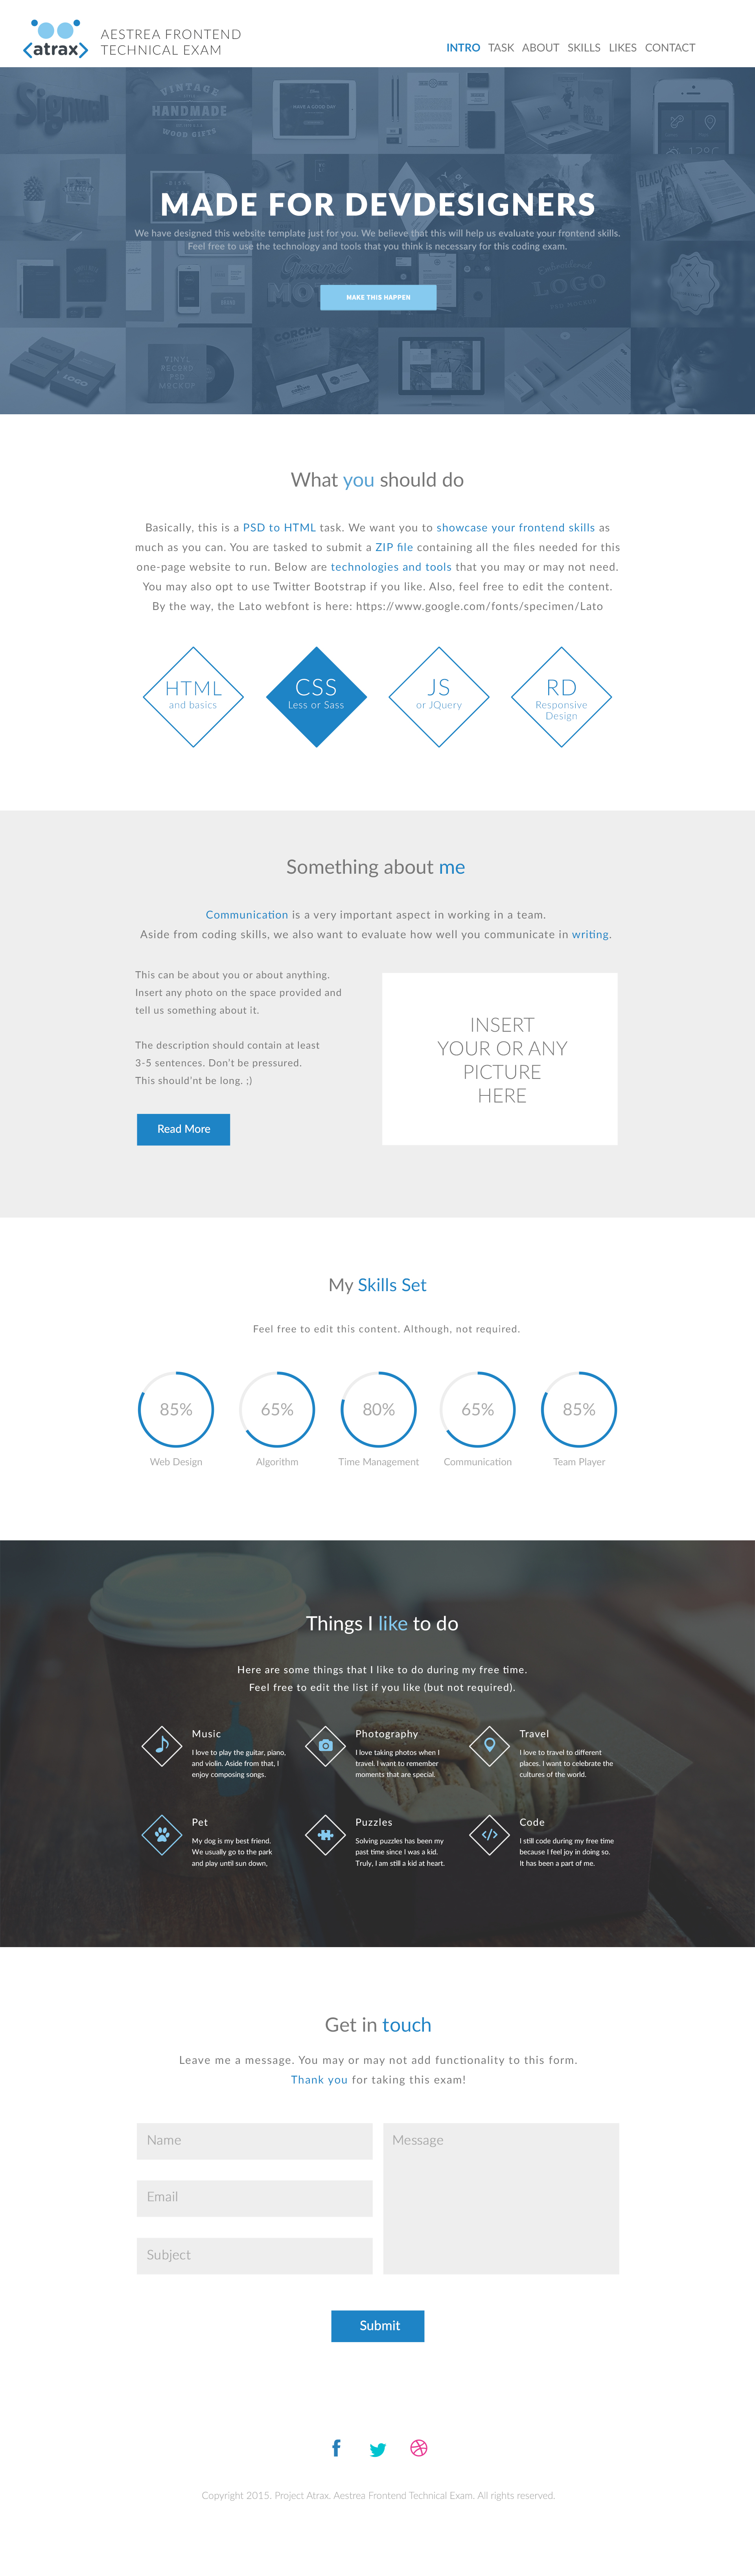 <atrax>
AESTREA FRONTEND
TECHNICAL EXAM
INTRO TASK ABOUT SKILLS LIKES CONTACT
Signwall
VINTAGE
HANDMADE
WOOD GIFTS
MADE FOR DEVDESIGNERS
We have designed this website template just for you. We believe that this will help us evaluate your frontend skills.
Feel free to use the technology and tools that you think is necessary for this coding exam.
LOGO
MAKE THIS HAPPEN
LOGO
VINYL
RECORD
PSD
MOCKUP
What you should do
Basically, this is a PSD to HTML task. We want you to showcase your frontend skills as
much as you can. You are tasked to submit a ZIP file containing all the files needed for this
one-page website to run. Below are technologies and tools that you may or may not need.
You may also opt to use Twitter Bootstrap if you like. Also, feel free to edit the content.
By the way, the Lato webfont is here: https://www.google.com/fonts/specimen/Lato
HTML
and basics
CSS
Less or Sass
JS
or JQuery
RD
Responsive
Design
Something about me
Communication is a very important aspect in working in a team.
Aside from coding skills, we also want to evaluate how well you communicate in writing.
This can be about you or about anything.
Insert any photo on the space provided and
tell us something about it.
The description should contain at least
3-5 sentences. Don't be pressured.
This should'nt be long. ;)
Read More
INSERT
YOUR OR ANY
PICTURE
HERE
My Skills Set
Feel free to edit this content. Although, not required.
85%
65%
80%
65%
85%
Web Design
Algorithm
Time Management
Communication
Team Player
Things I like to do
Here are some things that I like to do during my free time.
Feel free to edit the list if you like (but not required).
Music
I love to play the guitar, piano,
and violin. Aside from that, I
enjoy composing songs.
Photography
I love taking photos when I
travel. I want to remember
moments that are special.
Travel
I love to travel to different
places. I want to celebrate the
cultures of the world.
Pet
My dog is my best friend.
We usually go to the park
and play until sun down,
Puzzles
Solving puzzles has been my
past time since I was a kid.
Truly, I am still a kid at heart.
Code
I still code during my free time
because I feel joy in doing so.
It has been a part of me.
Get in touch
Leave me a message. You may or may not add functionality to this form.
Thank you for taking this exam!
Name
Email
Subject
Message
Submit
Copyright 2015. Project Atrax. Aestrea Frontend Technical Exam. All rights reserved.